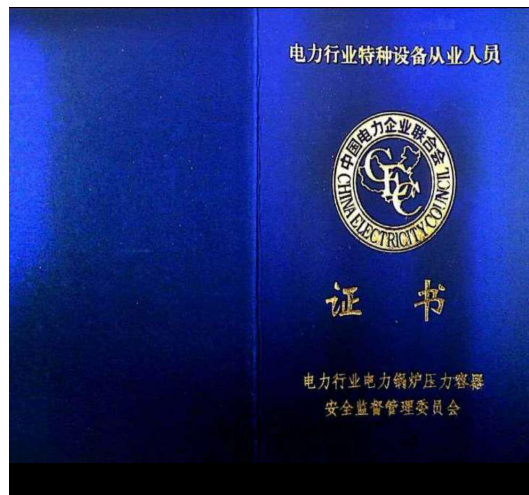 电力行业特种设备从业人员
中国电力企业联合会
CEC
CHINA ELECTRICITY COUNCIL
证 书
电力行业电力锅炉压力容器
安全监督管理委员会